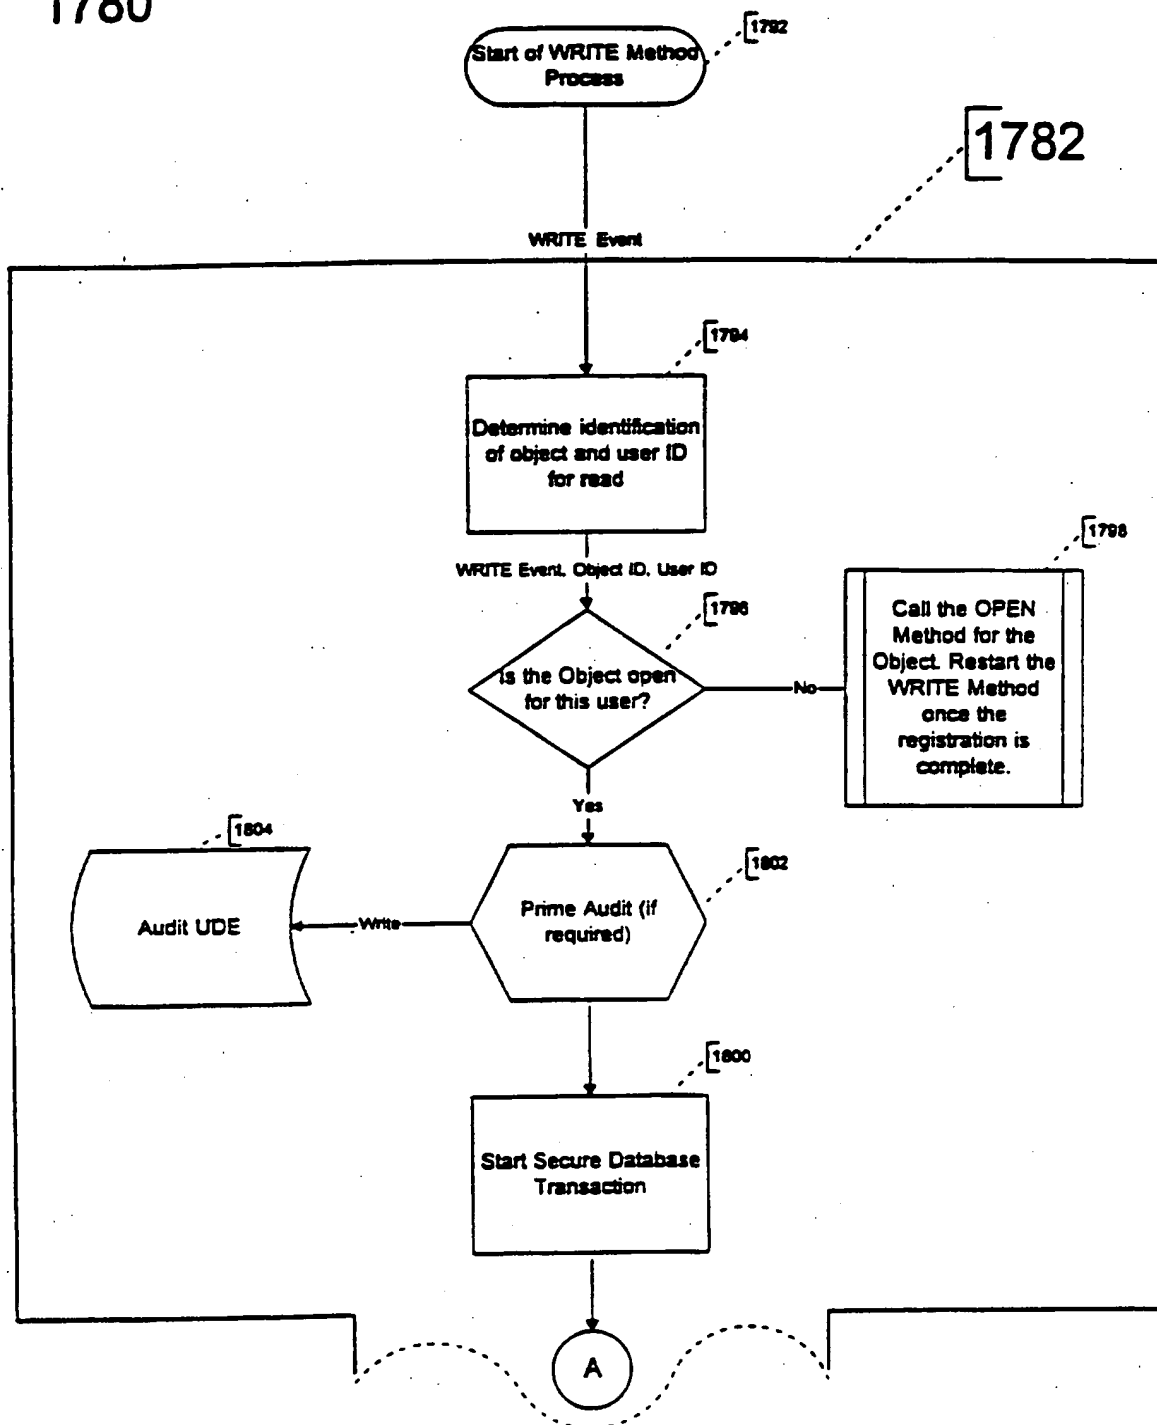 1780
1792
Start of WRITE Method
Process
1782
WRITE Event
1794
Determine identification
of object and user ID
for read
WRITE Event, Object ID, User ID
1796
1798
Is the Object open
for this user?
No
Call the OPEN
Method for the
Object. Restart the
WRITE Method
once the
registration is
complete.
Yes
1804
1802
Audit UDE
Write
Prime Audit (if
required)
1800
Start Secure Database
Transaction
A